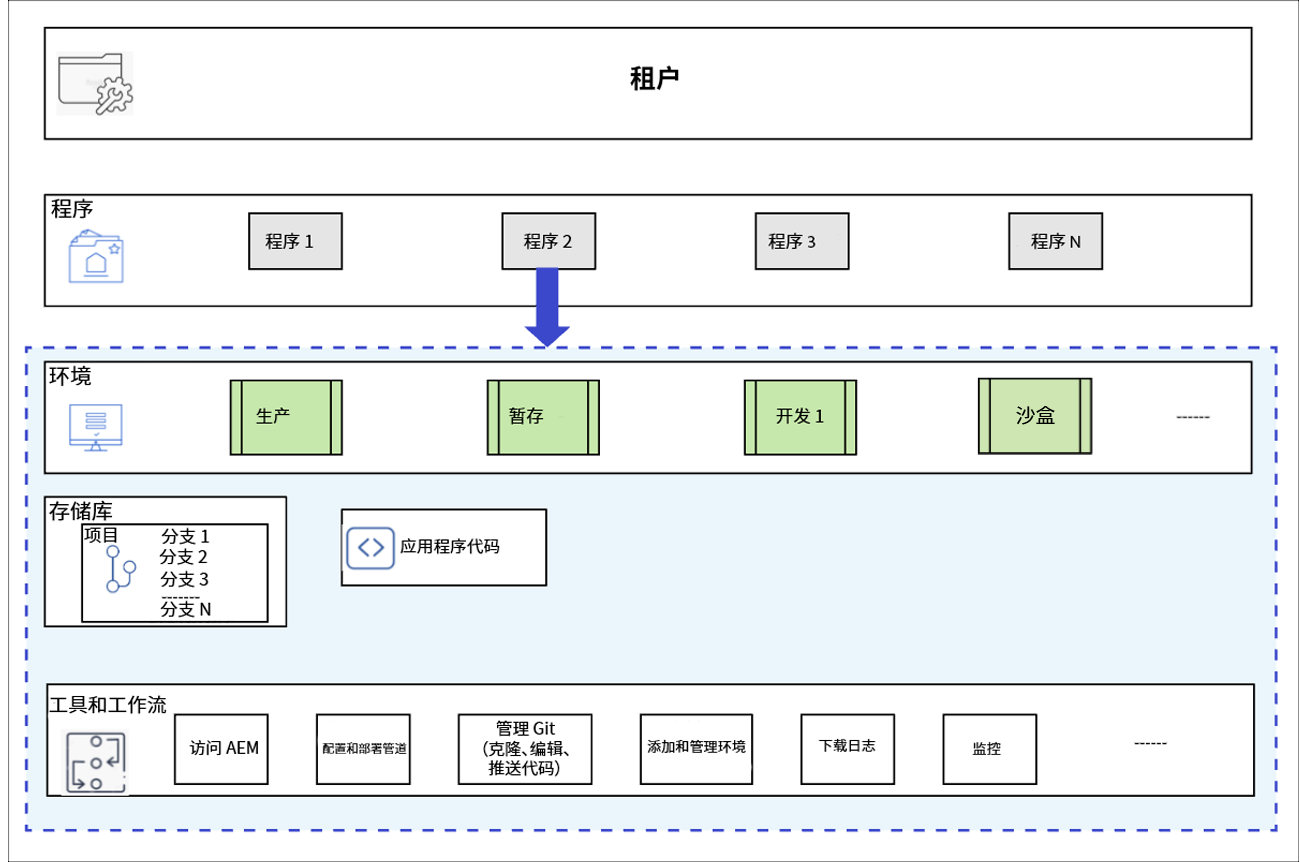 租户
程序
程序 1
程序 2
程序 3
程序 N
环境
生产
暂存
开发 1
沙盒
------
存储库
项目
分支 1
分支 2
分支 3
-------
分支 N
应用程序代码
工具和工作流
访问 AEM
配置和部署管道
管理 Git
（克隆、编辑、
推送代码）
添加和管理环境
下载日志
监控
------